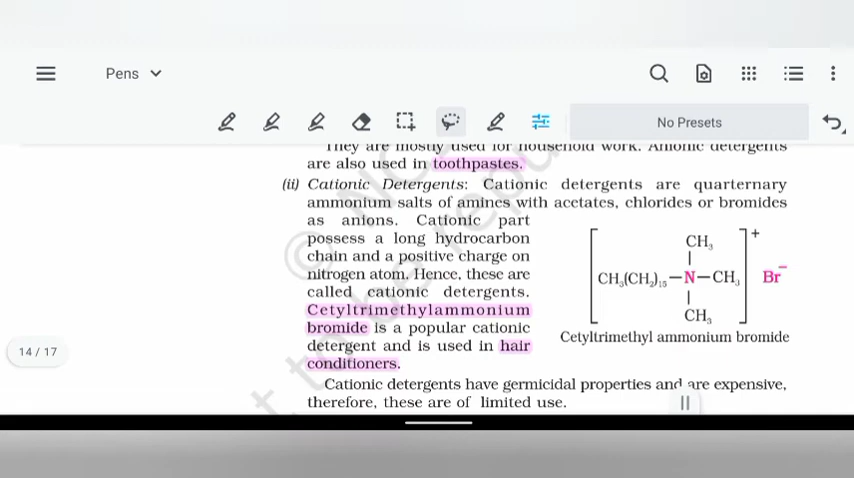 Pens
No Presets
They are mostly used for household work. Anionic detergents
are also used in toothpastes.
(ii) Cationic Detergents: Cationic detergents are quarternary
ammonium salts of amines with acetates, chlorides or bromides
as anions. Cationic part
possess a long hydrocarbon
chain and a positive charge on
nitrogen atom. Hence, these are
called cationic detergents.
Cetyltrimethylammonium
bromide is a popular cationic
detergent and is used in hair
conditioners.
CH₃
CH₃(CH₂)₁₅—N—CH₃
CH₃
+
Br⁻
Cetyltrimethyl ammonium bromide
Cationic detergents have germicidal properties and are expensive,
therefore, these are of limited use.
14 / 17